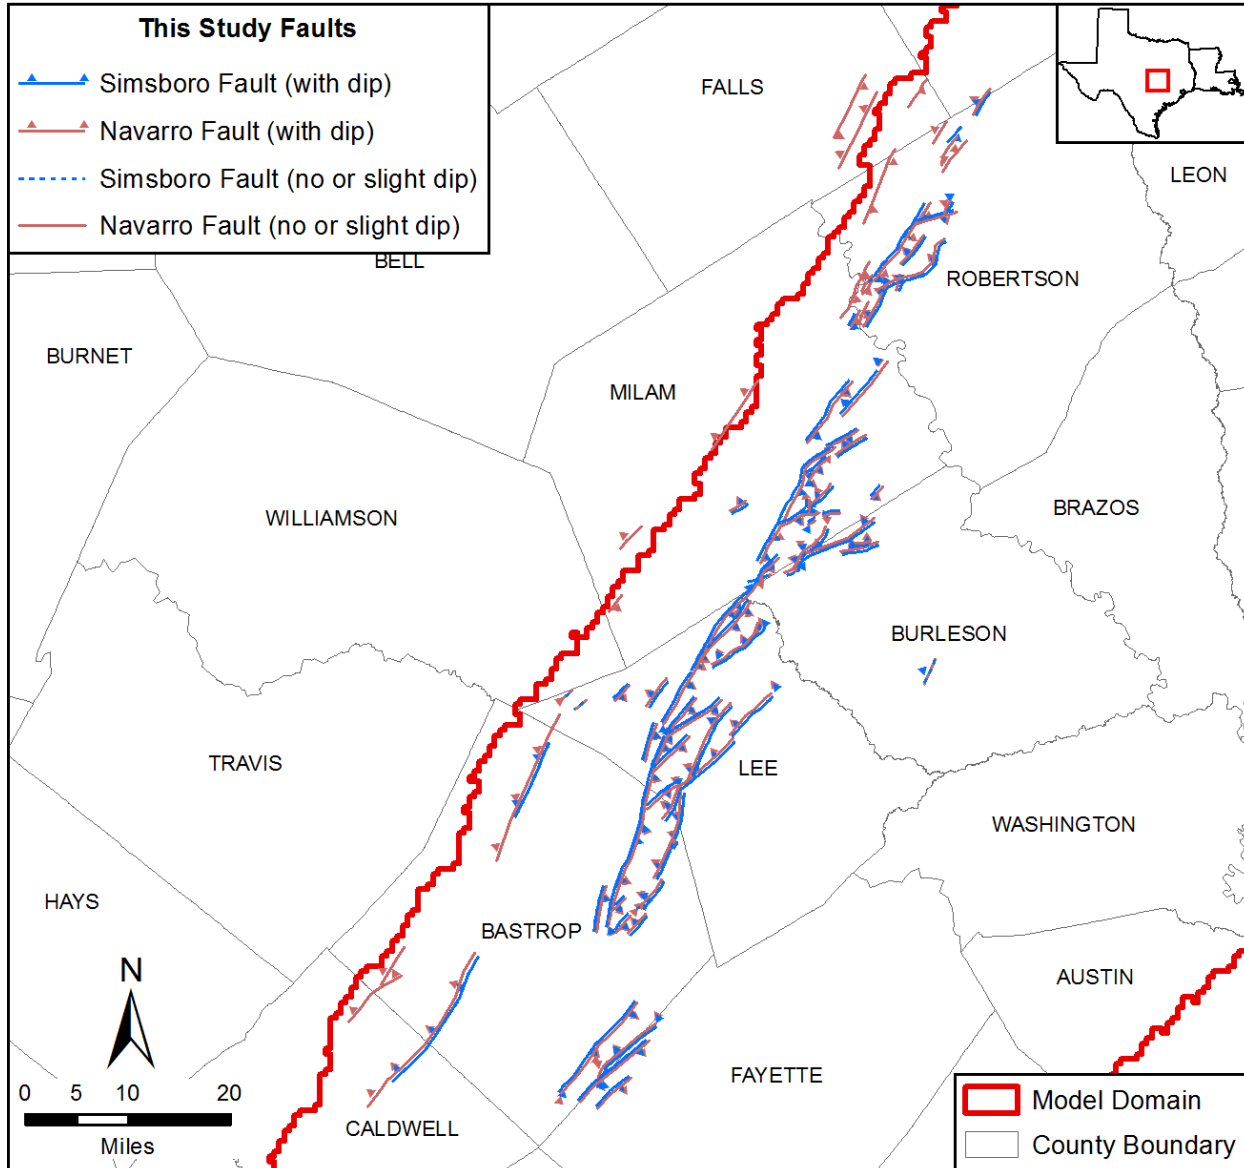 This Study Faults
Simsboro Fault (with dip)
Navarro Fault (with dip)
Simsboro Fault (no or slight dip)
Navarro Fault (no or slight dip)
FALLS
LEON
BELL
ROBERTSON
BURNET
MILAM
WILLIAMSON
BRAZOS
BURLESON
TRAVIS
LEE
WASHINGTON
HAYS
BASTROP
AUSTIN
N
FAYETTE
0 5 10 20
Miles
CALDWELL
Model Domain
County Boundary